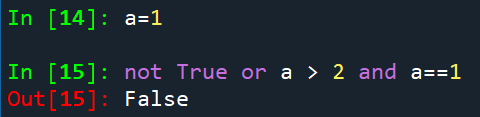 In [14]: a=1
In [15]: not True or a > 2 and a==1
Out[15]: False